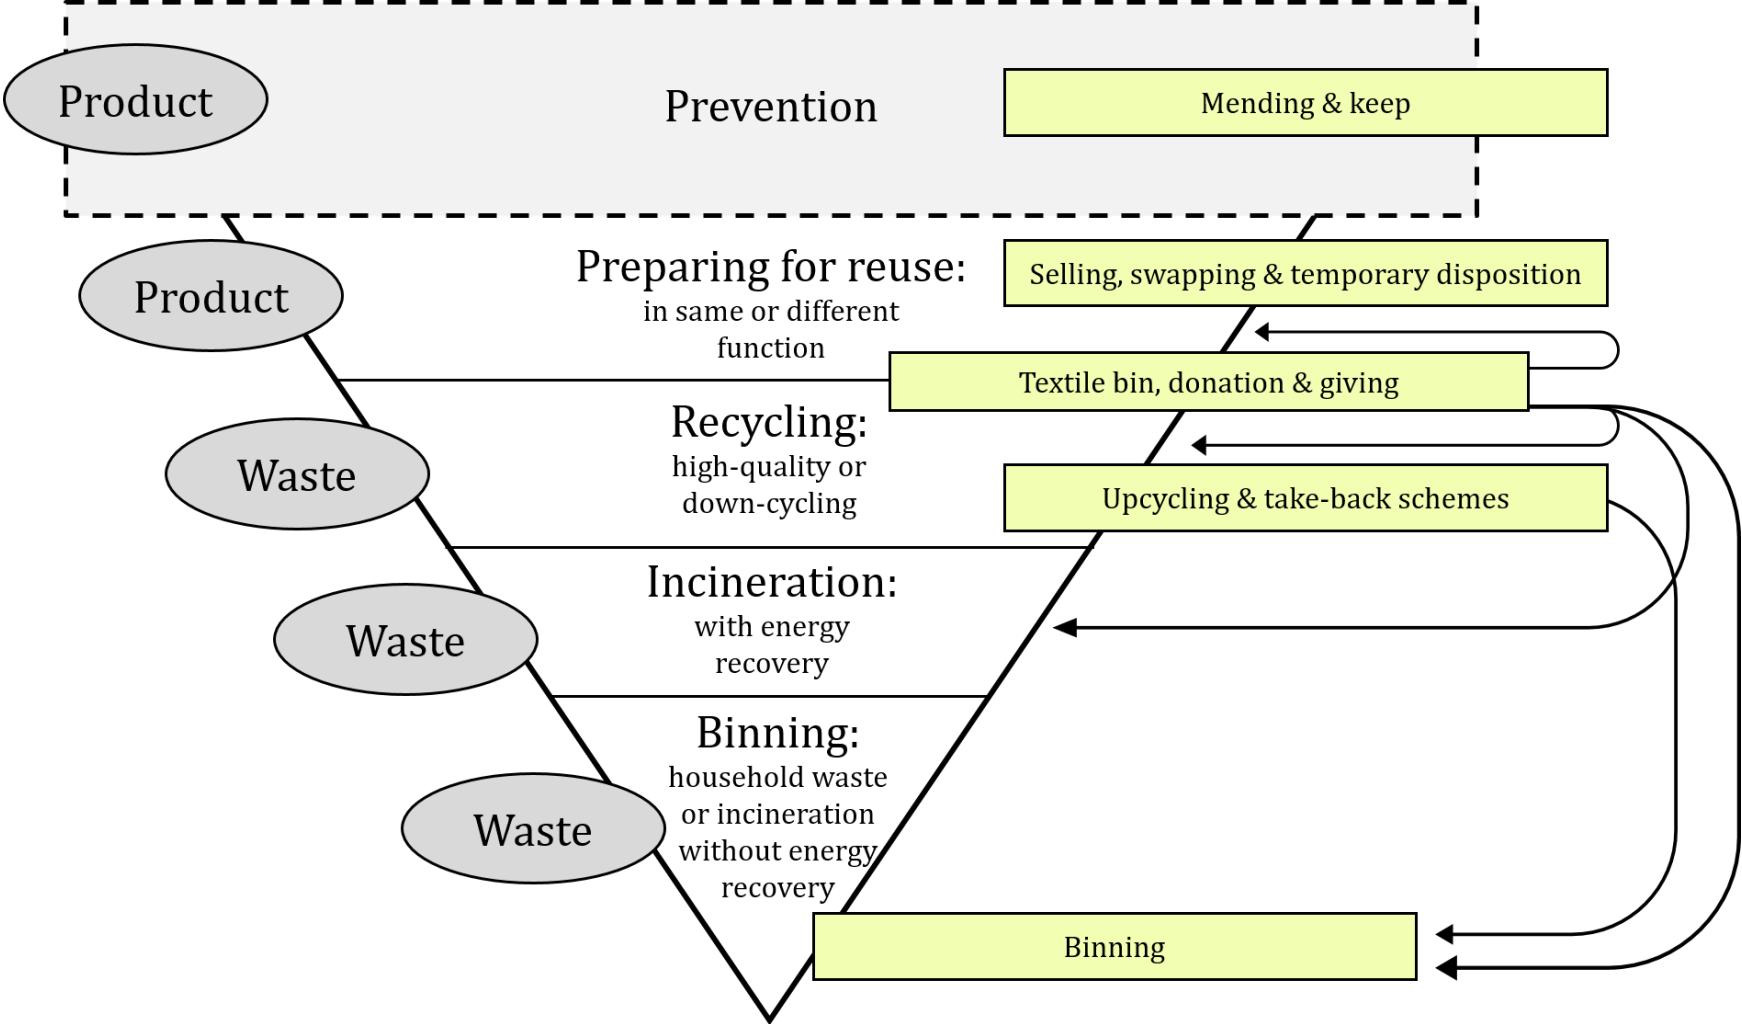 Product
Prevention
Mending & keep
Product
Preparing for reuse:
in same or different
function
Selling, swapping & temporary disposition
Textile bin, donation & giving
Waste
Recycling:
high-quality or
down-cycling
Upcycling & take-back schemes
Waste
Incineration:
with energy
recovery
Waste
Binning:
household waste
or incineration
without energy
recovery
Binning